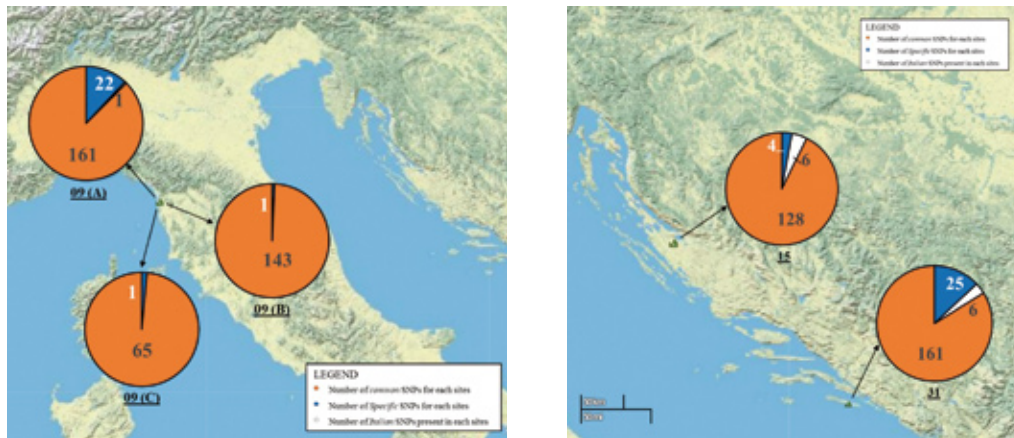 22
1
161
09 (A)
1
143
09 (B)
1
65
09 (C)
LEGEND
Number of common SNPs for each sites
Number of Specific SNPs for each sites
Number of Italian SNPs present in each sites
LEGEND
Number of common SNPs for each sites
Number of Specific SNPs for each sites
Number of Italian SNPs present in each sites
4
6
128
15
25
6
161
31